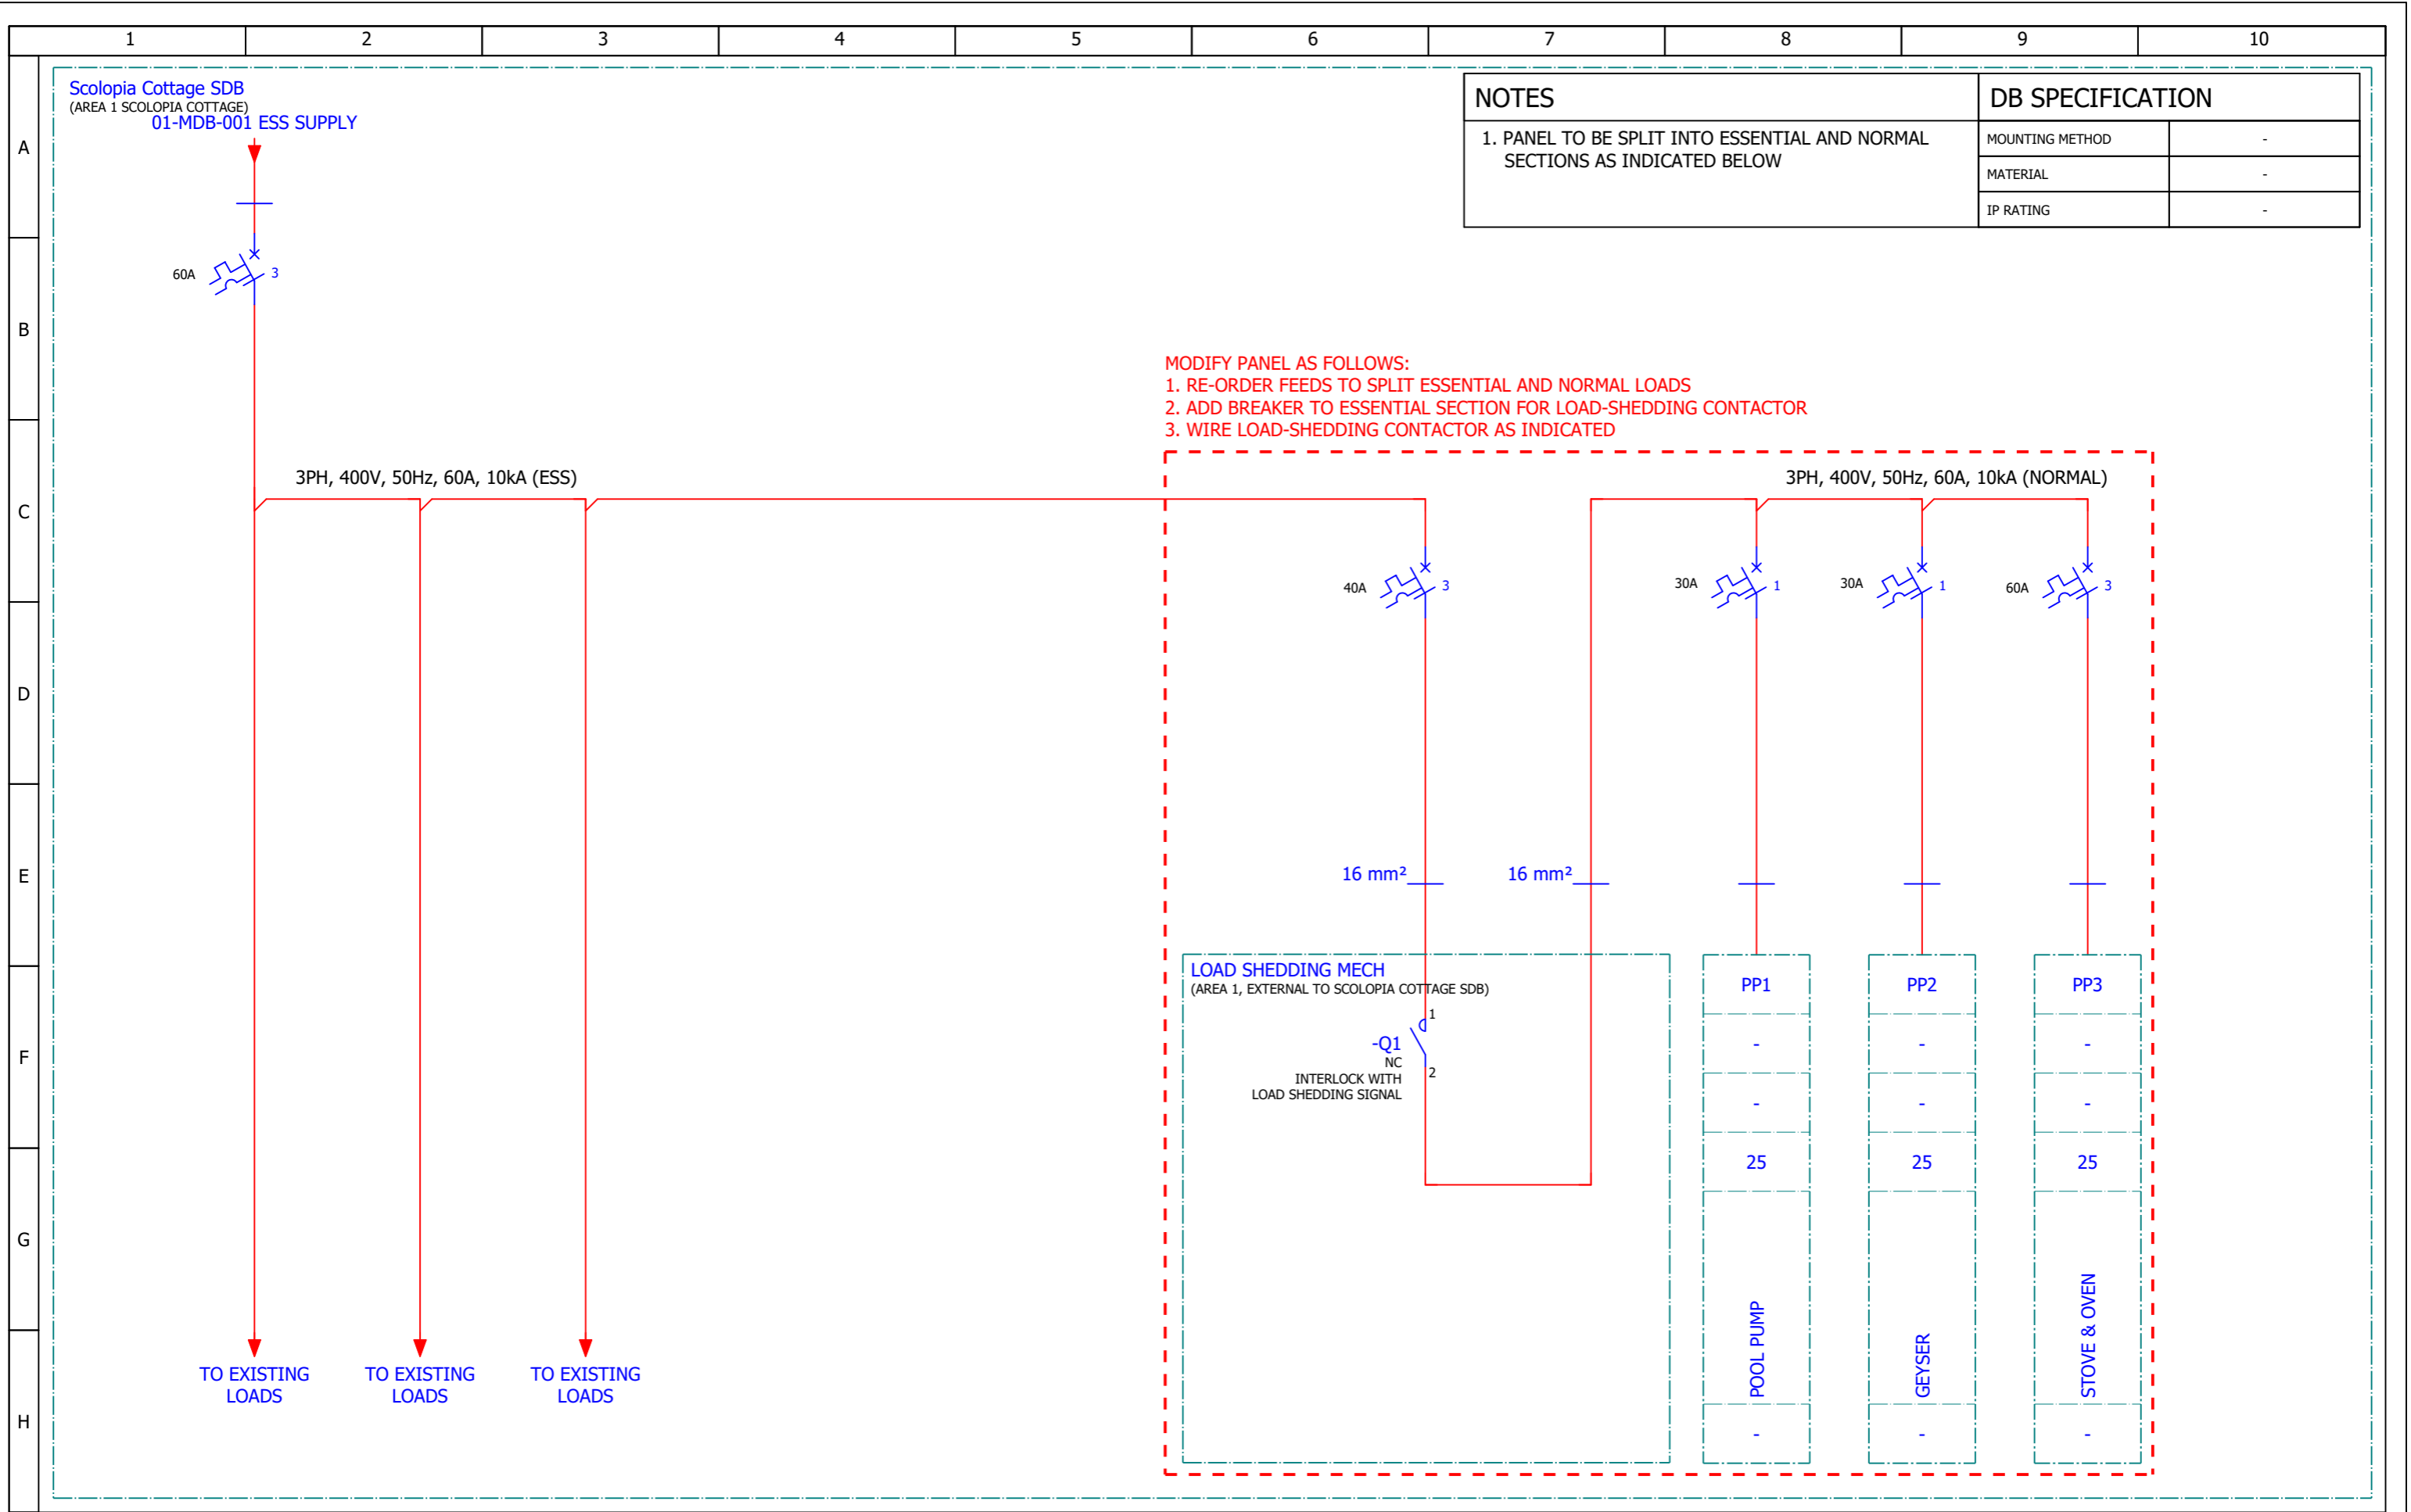 1 2 3 4 5 6 7 8 9 10
A
B
C
D
E
F
G
H
Scolopia Cottage SDB
(AREA 1 SCOLOPIA COTTAGE)
01-MDB-001 ESS SUPPLY
NOTES
1. PANEL TO BE SPLIT INTO ESSENTIAL AND NORMAL
SECTIONS AS INDICATED BELOW
DB SPECIFICATION
MOUNTING METHOD -
MATERIAL -
IP RATING -
60A 3
MODIFY PANEL AS FOLLOWS:
1. RE-ORDER FEEDS TO SPLIT ESSENTIAL AND NORMAL LOADS
2. ADD BREAKER TO ESSENTIAL SECTION FOR LOAD-SHEDDING CONTACTOR
3. WIRE LOAD-SHEDDING CONTACTOR AS INDICATED
3PH, 400V, 50Hz, 60A, 10kA (ESS)
3PH, 400V, 50Hz, 60A, 10kA (NORMAL)
40A 3
30A 1
30A 1
60A 3
16 mm²
16 mm²
LOAD SHEDDING MECH
(AREA 1, EXTERNAL TO SCOLOPIA COTTAGE SDB)
1
-Q1
NC
2
INTERLOCK WITH
LOAD SHEDDING SIGNAL
PP1
-
-
25
POOL PUMP
-
PP2
-
-
25
GEYSER
-
PP3
-
-
25
STOVE & OVEN
-
TO EXISTING
LOADS
TO EXISTING
LOADS
TO EXISTING
LOADS